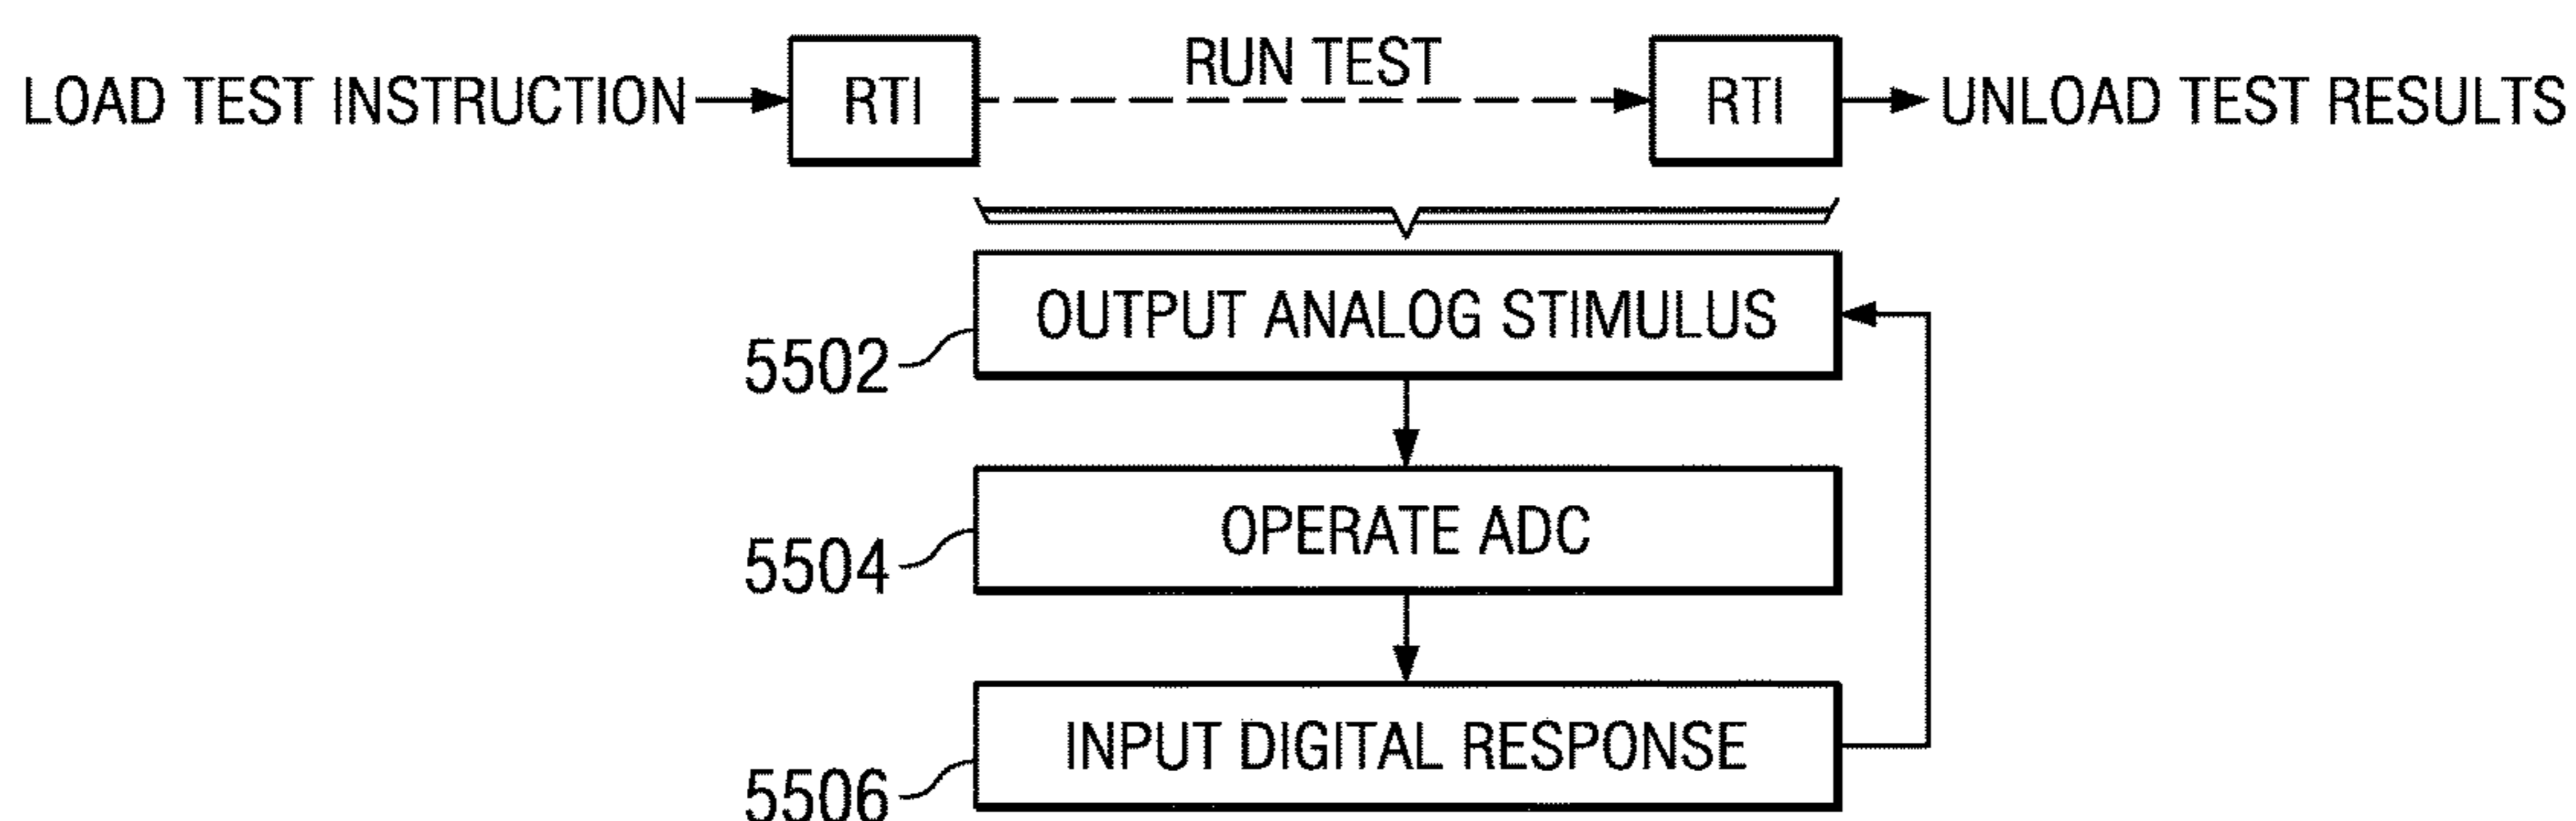 RUN TEST
LOAD TEST INSTRUCTION RTI RTI UNLOAD TEST RESULTS
OUTPUT ANALOG STIMULUS
5502
OPERATE ADC
5504
INPUT DIGITAL RESPONSE
5506